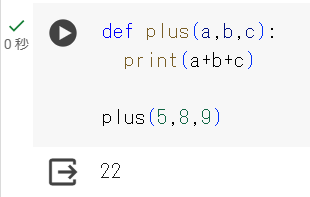 def plus(a,b,c):
  print(a+b+c)
0 秒
plus(5,8,9)
22